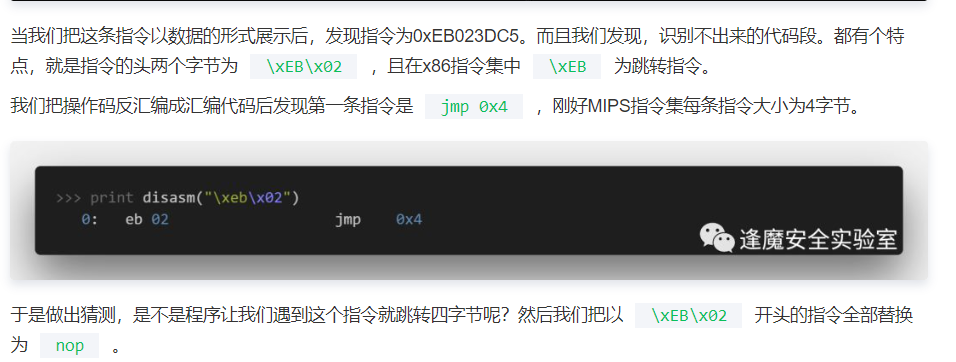 当我们把这条指令以数据的形式展示后，发现指令为0xEB023DC5。而且我们发现，识别不出来的代码段。都有个特
点，就是指令的头两个字节为 \xEB\x02 ，且在x86指令集中 \xEB 为跳转指令。
我们把操作码反汇编成汇编代码后发现第一条指令是 jmp 0x4 ，刚好MIPS指令集每条指令大小为4字节。
>>> print disasm("\xeb\x02")
0: eb 02 jmp 0x4
逢魔安全实验室
于是做出猜测，是不是程序让我们遇到这个指令就跳转四字节呢？然后我们把以 \xEB\x02 开头的指令全部替换
为 nop 。